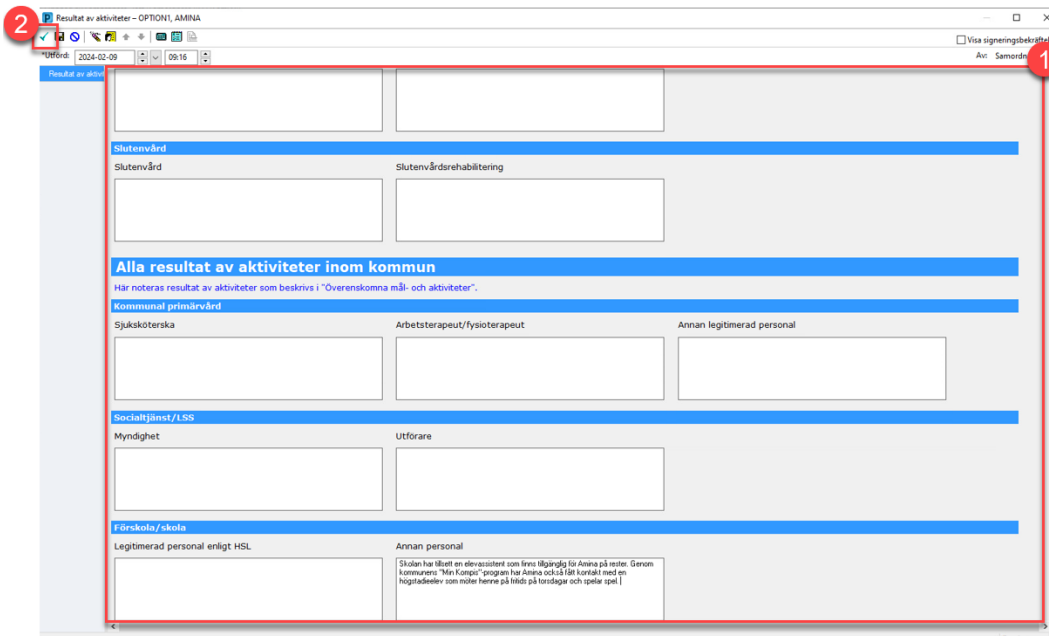 2
Resultat av aktiviteter – OPTION1, AMINA
Visa signeringsbekräftel
*Utförd: 2024-02-09 09:16
Av: Samordn
1
Resultat av aktivi
Slutenvård
Slutenvård Slutenvårdsrehabilitering
Alla resultat av aktiviteter inom kommun
Här noteras resultat av aktiviteter som beskrivs i "Överenskomna mål- och aktiviteter".
Kommunal primärvård
Sjuksköterska Arbetsterapeut/fysioterapeut Annan legitimerad personal
Socialtjänst/LSS
Myndighet Utförare
Förskola/skola
Legitimerad personal enligt HSL Annan personal
Skolan har tillsett en elevassistent som finns tillgänglig för Amina på rester. Genom
kommunens "Min Kompis"-program har Amina också fått kontakt med en
högstadieelev som möter henne på fritids på torsdagar och spelar spel.